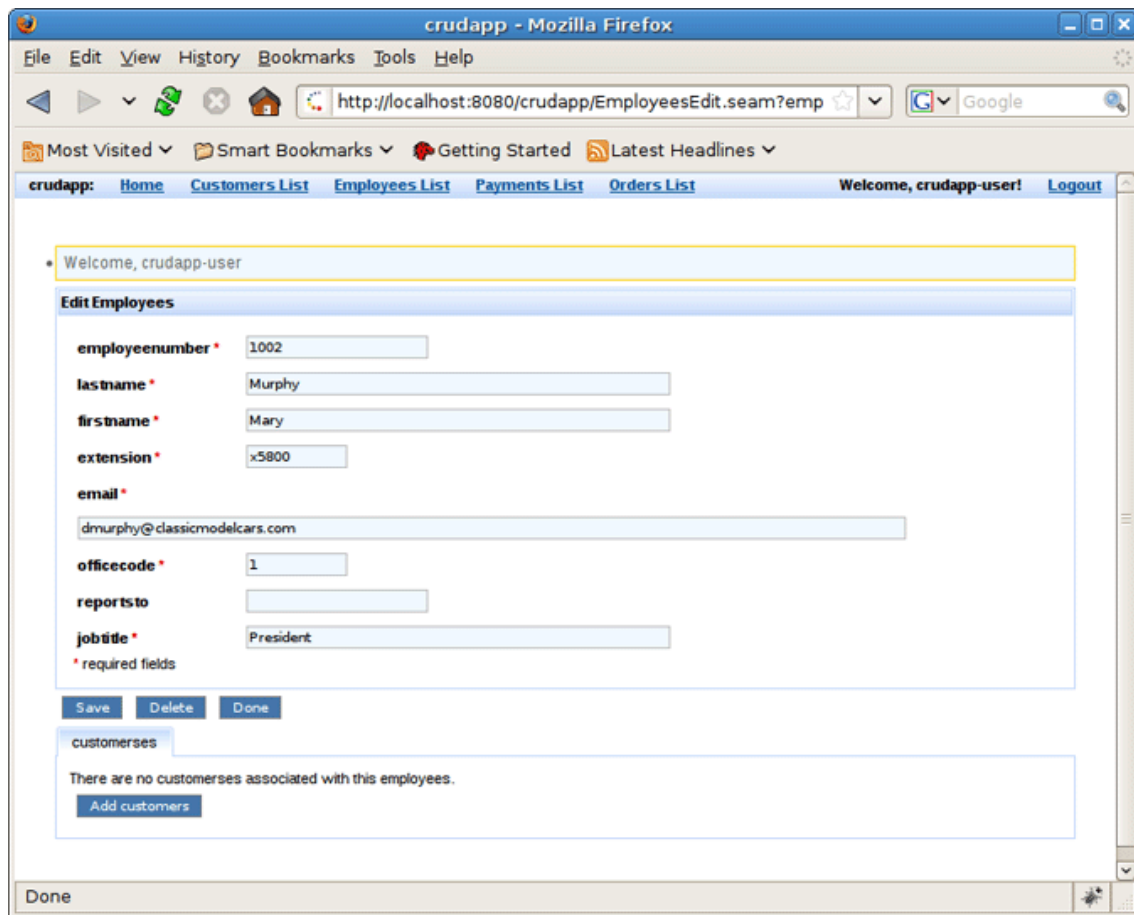 crudapp - Mozilla Firefox
File Edit View History Bookmarks Tools Help
http://localhost:8080/crudapp/EmployeesEdit.seam?emp G Google
Most Visited Smart Bookmarks Getting Started Latest Headlines
crudapp: Home Customers List Employees List Payments List Orders List Welcome, crudapp-user! Logout
• Welcome, crudapp-user
Edit Employees
employeenumber * 1002
lastname * Murphy
firstname * Mary
extension * x5800
email *
dmurphy@classicmodelcars.com
officecode * 1
reportsto
jobtitle * President
* required fields
Save Delete Done
customerses
There are no customerses associated with this employees.
Add customers
Done